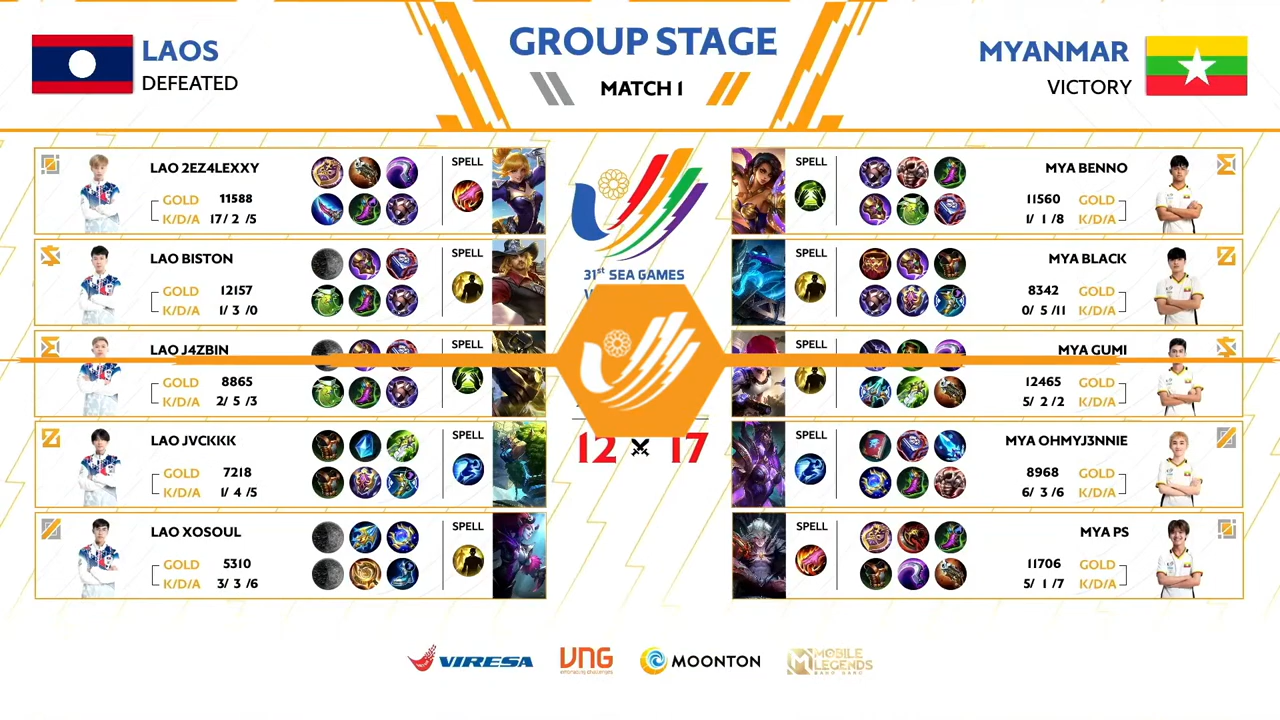 LAOS
DEFEATED
GROUP STAGE
MATCH 1
MYANMAR
VICTORY
LAO 2EZ4LEXXY
GOLD 11588
K/D/A 17/ 2 /5
SPELL
LAO BISTON
GOLD 12157
K/D/A 1/ 3 /0
SPELL
LAO J4ZBIN
GOLD 8865
K/D/A 2/ 5 /3
SPELL
LAO JVCKKK
GOLD 7218
K/D/A 1/ 4 /5
SPELL
LAO XOSOUL
GOLD 5310
K/D/A 3/ 3 /6
SPELL
31st SEA GAMES
12 17
SPELL
MYA BENNO
11560 GOLD
1/ 1 /8 K/D/A
SPELL
MYA BLACK
8342 GOLD
0/ 5 /11 K/D/A
SPELL
MYA GUMI
12465 GOLD
5/ 2 /2 K/D/A
SPELL
MYA OHMYJ3NNIE
8968 GOLD
6/ 3 /6 K/D/A
SPELL
MYA PS
11706 GOLD
5/ 1 /7 K/D/A
VIRESA
VNG
embracing challenges
MOONTON
MOBILE
LEGENDS
BANG BANG